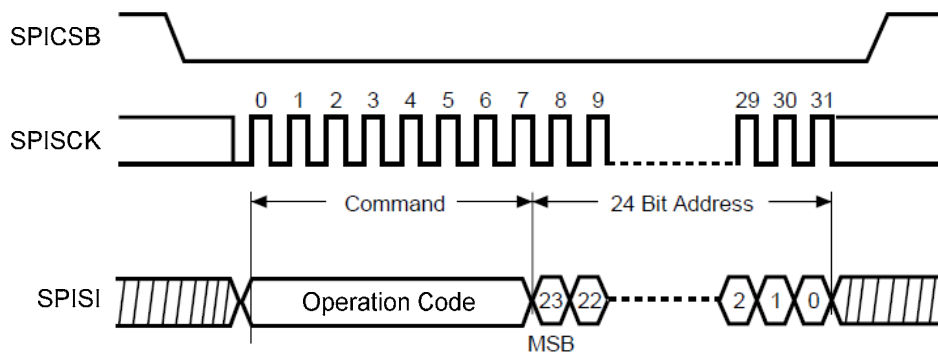 SPICSB
0 1 2 3 4 5 6 7 8 9 29 30 31
SPISCK
Command 24 Bit Address
SPISI Operation Code 23 22 2 1 0
MSB